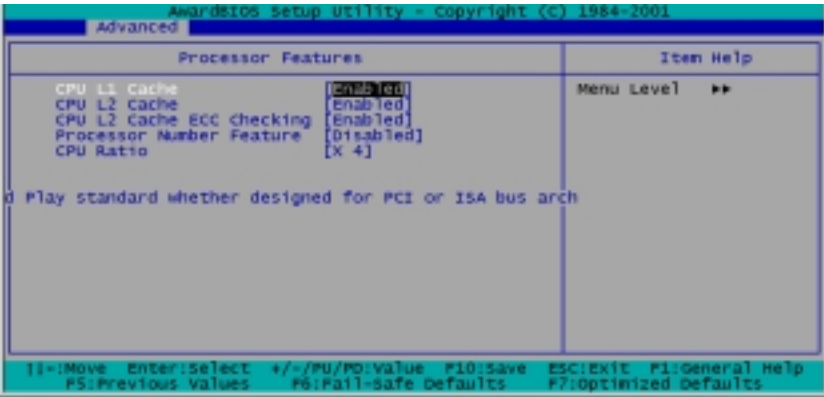 AwardBIOS Setup Utility - Copyright (C) 1984-2001
Advanced
Processor Features
Item Help
CPU L1 Cache [Enabled]
Menu Level ▶▶
CPU L2 Cache [Enabled]
CPU L2 Cache ECC Checking [Enabled]
Processor Number Feature [Disabled]
CPU Ratio [X 4]
d Play standard whether designed for PCI or ISA bus arch
:Move Enter:Select +/-/PU/PD:Value F10:Save ESC:Exit F1:General Help
F5:Previous Values F6:Fail-Safe Defaults F7:Optimized Defaults